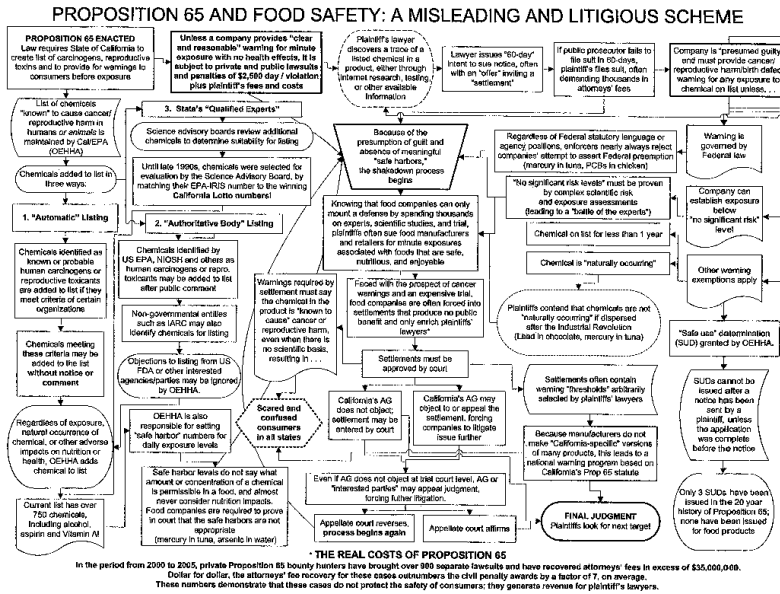 PROPOSITION 65 AND FOOD SAFETY: A MISLEADING AND LITIGIOUS SCHEME
PROPOSITION 65 ENACTED
Law requires State of California to
create list of carcinogens, reproductive
toxins and to provide for warnings to
consumers before exposure
List of chemicals
"known" to cause cancer/
reproductive harm in
humans or animals is
maintained by Cal/EPA
(OEHHA)
Chemicals added to list in
three ways:
1. "Automatic" Listing
Chemicals identified as
known or probable
human carcinogens or
reproductive toxicants
are added to list if they
meet criteria of certain
organizations
Chemicals meeting
these criteria may be
added to the list
without notice or
comment
Regardless of exposure,
natural occurrence of
chemical, or other adverse
impacts on nutrition or
health, OEHHA adds
chemical to list
Current list has over
750 chemicals,
including alcohol,
aspirin and Vitamin A!
Unless a company provides "clear
and reasonable" warning for minute
exposure with no health effects, it is
subject to private and public lawsuits
and penalties of $2,500 day / violation
plus plaintiff's fees and costs
3. State's "Qualified Experts"
Science advisory boards review additional
chemicals to determine suitability for listing
Until late 1990s, chemicals were selected for
evaluation by the Science Advisory Board, by
matching their EPA-IRIS number to the winning
California Lotto numbers!
2. "Authoritative Body" Listing
Chemicals identified by
US EPA, NIOSH and others as
human carcinogens or repro.
toxicants may be added to list
after public comment
Non-governmental entities
such as IARC may also
identify chemicals for listing
Objections to listing from US
FDA or other interested
agencies/parties may be ignored
by OEHHA.
OEHHA is also
responsible for setting
"safe harbor" numbers for
daily exposure levels
Safe harbor levels do not say what
amount or concentration of a chemical
is permissible in a food, and almost
never consider nutrition impacts.
Food companies are required to prove
in court that the safe harbors are not
appropriate
(mercury in tuna, arsenic in water)
Plaintiff's lawyer
discovers a trace of a
listed chemical in a
product, either through
Internet research, testing,
or other available
information
Lawyer issues "60-day"
intent to sue notice, often
with an "offer" inviting a
"settlement"
If public prosecutor fails to
file suit in 60-days,
plaintiff's files suit, often
demanding thousands in
attorneys' fees
Company is "presumed guilty"
and must provide cancer/
reproductive harm/birth defect
warning for any exposure to
chemical on list unless. . .
Because of the
presumption of guilt and
absence of meaningful
"safe harbors,"
the shakedown process
begins
Knowing that food companies can only
mount a defense by spending thousands
on experts, scientific studies, and trial,
plaintiffs often sue food manufacturers
and retailers for minute exposures
associated with foods that are safe,
nutritious, and enjoyable
Faced with the prospect of cancer
warnings and an expensive trial,
food companies are often forced into
settlements that produce no public
benefit and only enrich plaintiffs'
lawyers*
Warnings required by
settlement must say
the chemical in the
product is "known to
cause" cancer or
reproductive harm,
even when there is
no scientific basis,
resulting in . . .
Scared and
confused
consumers
in all states
Settlements must be
approved by court
California's AG
does not object;
settlement may be
entered by court
California's AG may
object to or appeal the
settlement, forcing
companies to litigate
issue further
Even if AG does not object at trial court level, AG or
"interested parties" may appeal judgment,
forcing futher litigation.
Appellate court reverses,
process begins again
Appellate court affirms
FINAL JUDGMENT
Plaintiffs look for next target
Regardless of Federal statutory language or
agency positions, enforcers nearly always reject
companies' attempt to assert Federal preemption
(mercury in tuna, PCBs in chicken)
"No significant risk levels" must be proven
by complex scientific risk
and exposure assessments
(leading to a "battle of the experts")
Chemical on list for less than 1 year
Chemical is "naturally occurring"
Plaintiffs contend that chemicals are not
"naturally occurring" if dispersed
after the Industrial Revolution
(Lead in chocolate, mercury in tuna)
Settlements often contain
warning "thresholds" arbitrarily
selected by plaintiffs' lawyers
Because manufacturers do not
make "California-specific" versions
of many products, this leads to a
national warning program based on
California's Prop 65 statute
Warning is
governed by
Federal law
Company can
establish exposure
below
"no significant risk"
level
Other warning
exemptions apply
"Safe use" determination
(SUD) granted by OEHHA.
SUDs cannot be
issued after a
notice has been
sent by a
plaintiff, unless
the application
was complete
before the notice
Only 3 SUDs have been
issued in the 20 year
history of Proposition 65;
none have been issued
for food products
* THE REAL COSTS OF PROPOSITION 65
In the period from 2000 to 2005, private Proposition 65 bounty hunters have brought over 900 separate lawsuits and have recovered attorneys' fees in excess of $35,000,000.
Dollar for dollar, the attorneys' fee recovery for these cases outnumbers the civil penalty awards by a factor of 7, on average.
These numbers demonstrate that these cases do not protect the safety of consumers; they generate revenue for plaintiff's lawyers.